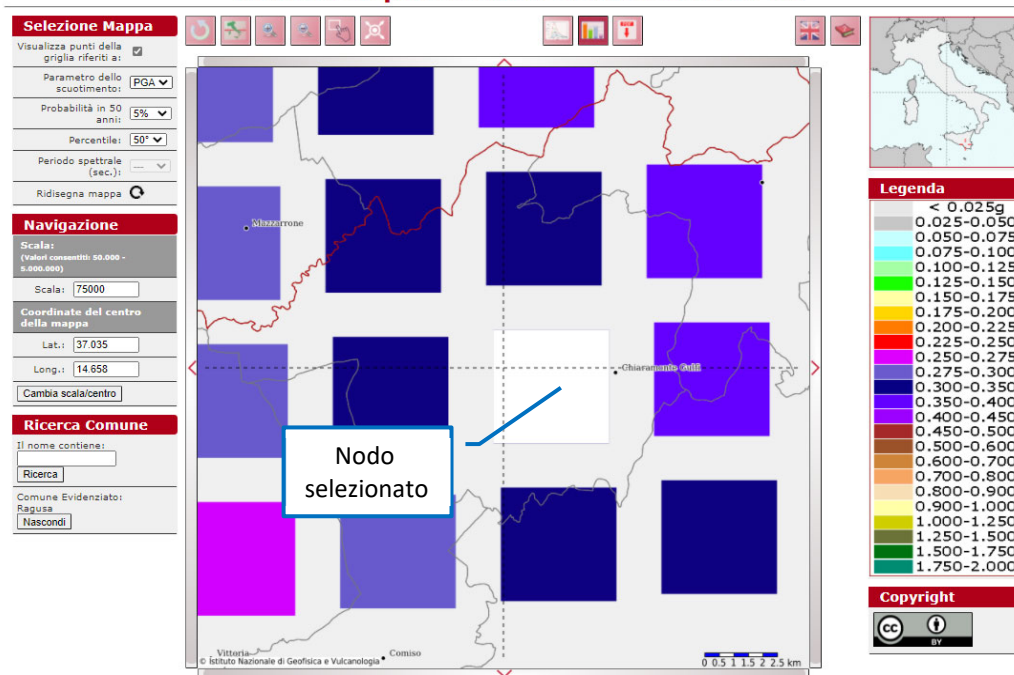 Selezione Mappa
Visualizza punti della
griglia riferiti a:
Parametro dello
scuotimento:
PGA
Probabilità in 50
anni:
5%
Percentile:
50°
Periodo spettrale
(sec.):
---
Ridisegna mappa
Navigazione
Scala:
(Valori consentiti: 50.000 -
5.000.000)
Scala:
75000
Coordinate del centro
della mappa
Lat.:
37.035
Long.:
14.658
Cambia scala/centro
Ricerca Comune
Il nome contiene:
Ricerca
Comune Evidenziato:
Ragusa
Nascondi
Mazzarrone
Chiaramonte Gulfi
Nodo
selezionato
Vittoria
Comiso
© Istituto Nazionale di Geofisica e Vulcanologia
0 0.5 1 1.5 2 2.5 km
Legenda
< 0.025g
0.025-0.050
0.050-0.075
0.075-0.100
0.100-0.125
0.125-0.150
0.150-0.175
0.175-0.200
0.200-0.225
0.225-0.250
0.250-0.275
0.275-0.300
0.300-0.350
0.350-0.400
0.400-0.450
0.450-0.500
0.500-0.600
0.600-0.700
0.700-0.800
0.800-0.900
0.900-1.000
1.000-1.250
1.250-1.500
1.500-1.750
1.750-2.000
Copyright
cc
BY